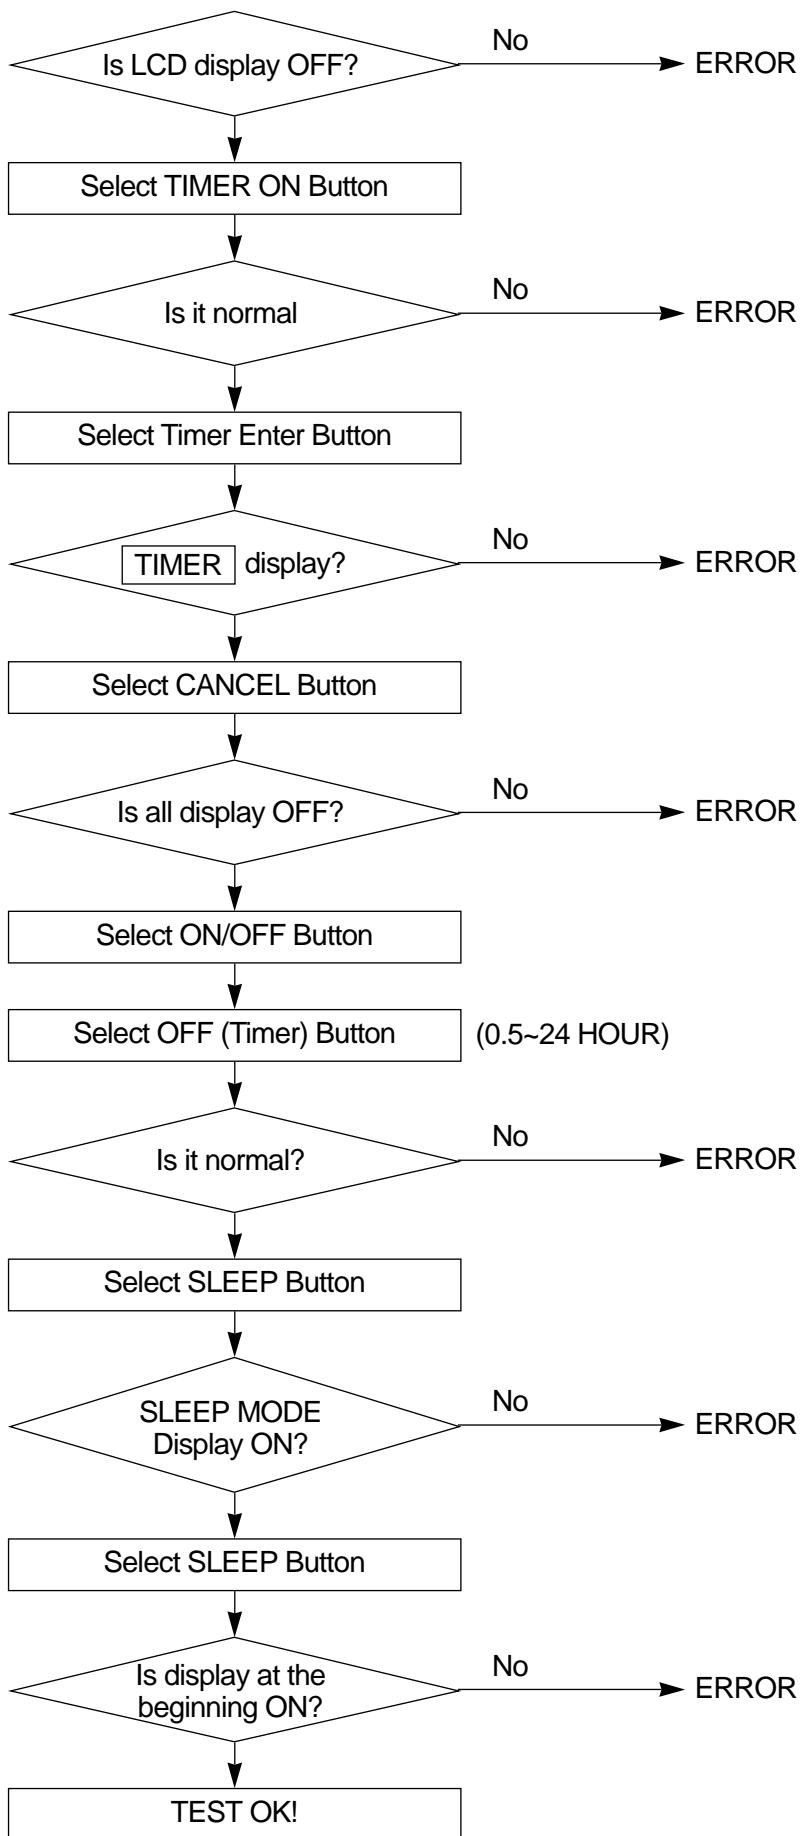 Is LCD display OFF?
No
ERROR
Select TIMER ON Button
Is it normal
No
ERROR
Select Timer Enter Button
TIMER display?
No
ERROR
Select CANCEL Button
Is all display OFF?
No
ERROR
Select ON/OFF Button
Select OFF (Timer) Button (0.5~24 HOUR)
Is it normal?
No
ERROR
Select SLEEP Button
SLEEP MODE
Display ON?
No
ERROR
Select SLEEP Button
Is display at the
beginning ON?
No
ERROR
TEST OK!